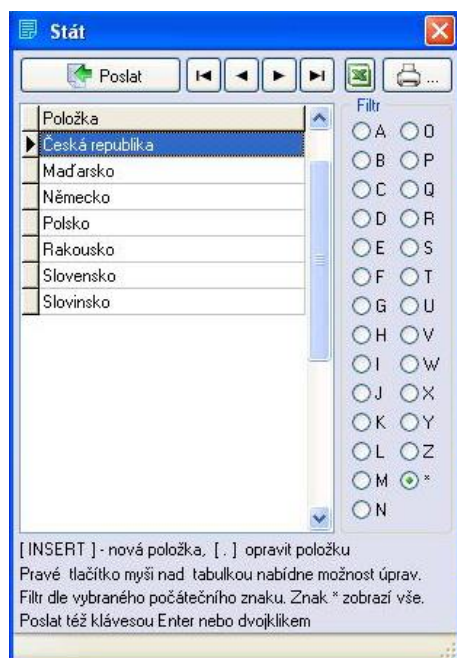 Stát
Poslat
...
Filtr
Položka
Česká republika
Maďarsko
Německo
Polsko
Rakousko
Slovensko
Slovinsko
A O
B P
C Q
D R
E S
F T
G U
H V
I W
J X
K Y
L Z
M *
N
[ INSERT ] - nová položka, [ . ] opravit položku
Pravé tlačítko myši nad tabulkou nabídne možnost úprav.
Filtr dle vybraného počátečního znaku. Znak * zobrazí vše.
Poslat též klávesou Enter nebo dvojklikem